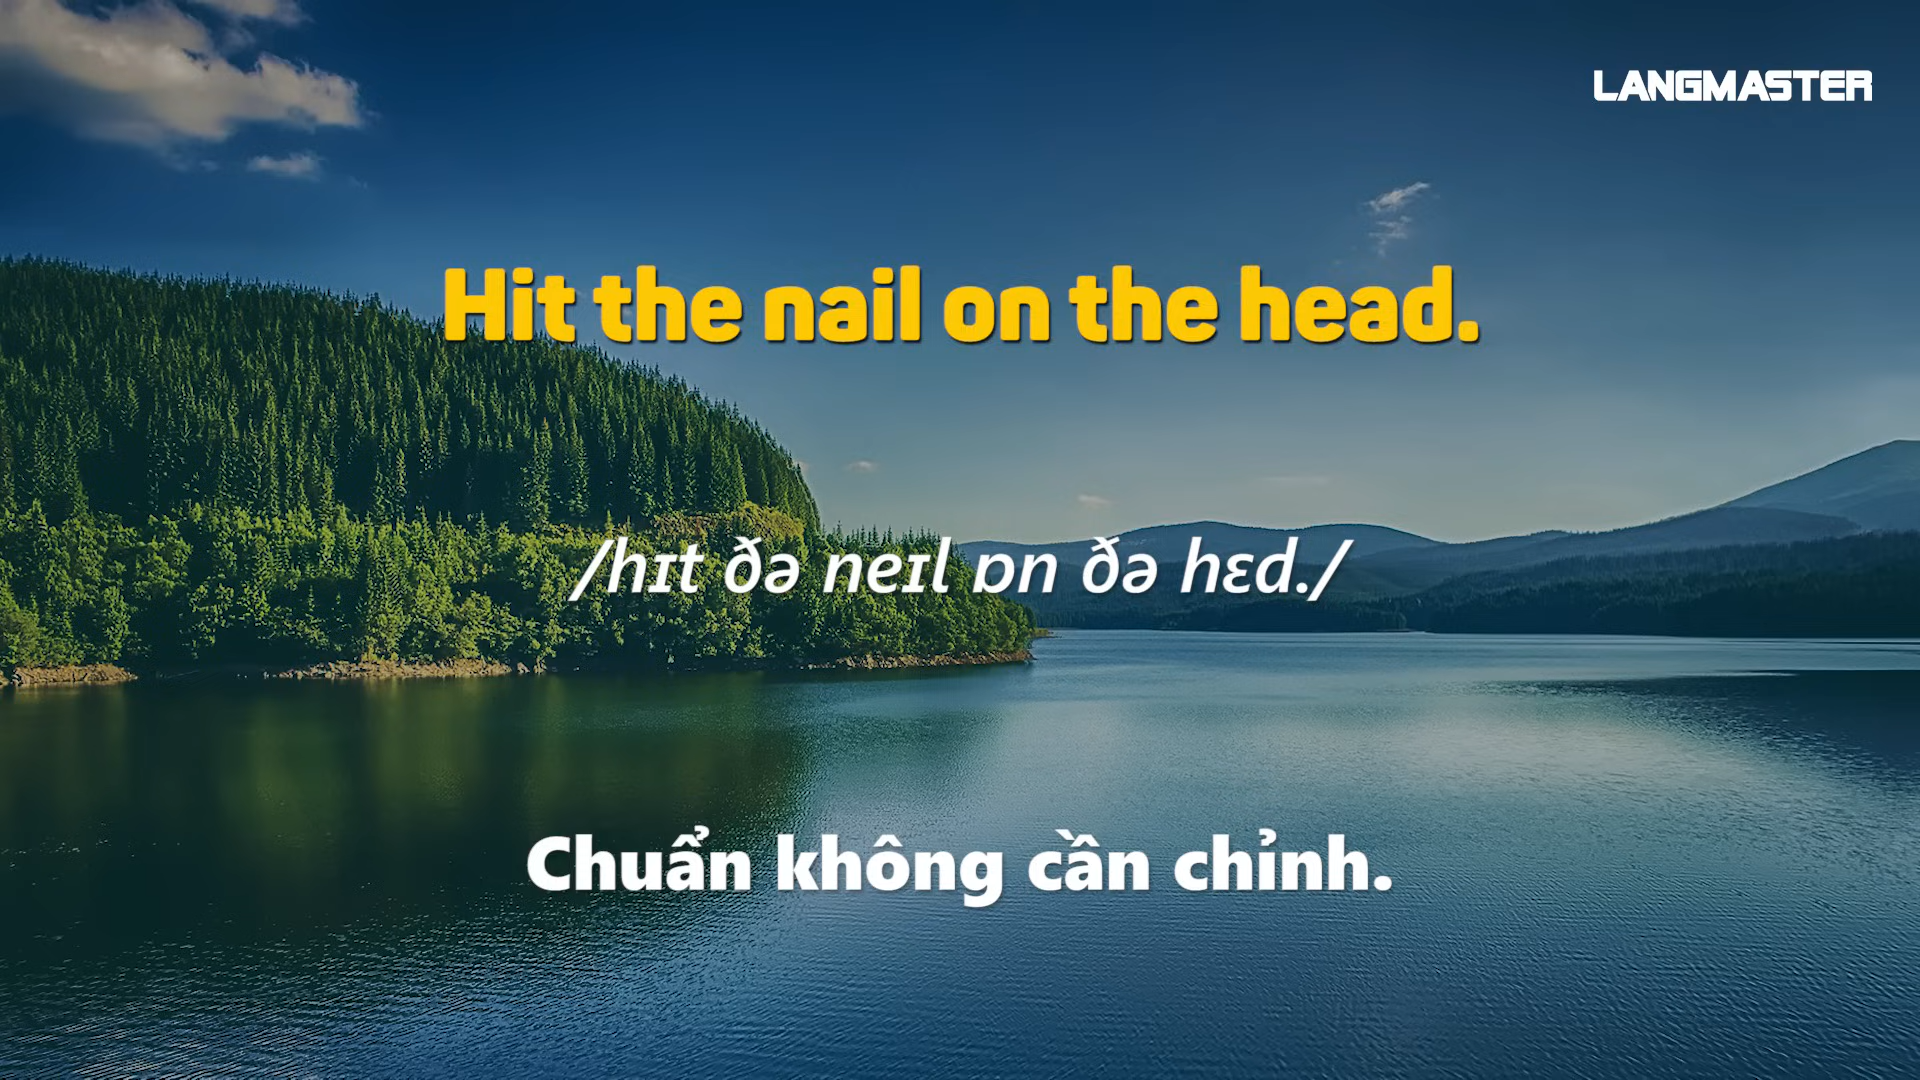 LANGMASTER
Hit the nail on the head.
/hɪt ðə neɪl ɒn ðə hɛd./
Chuẩn không cần chỉnh.